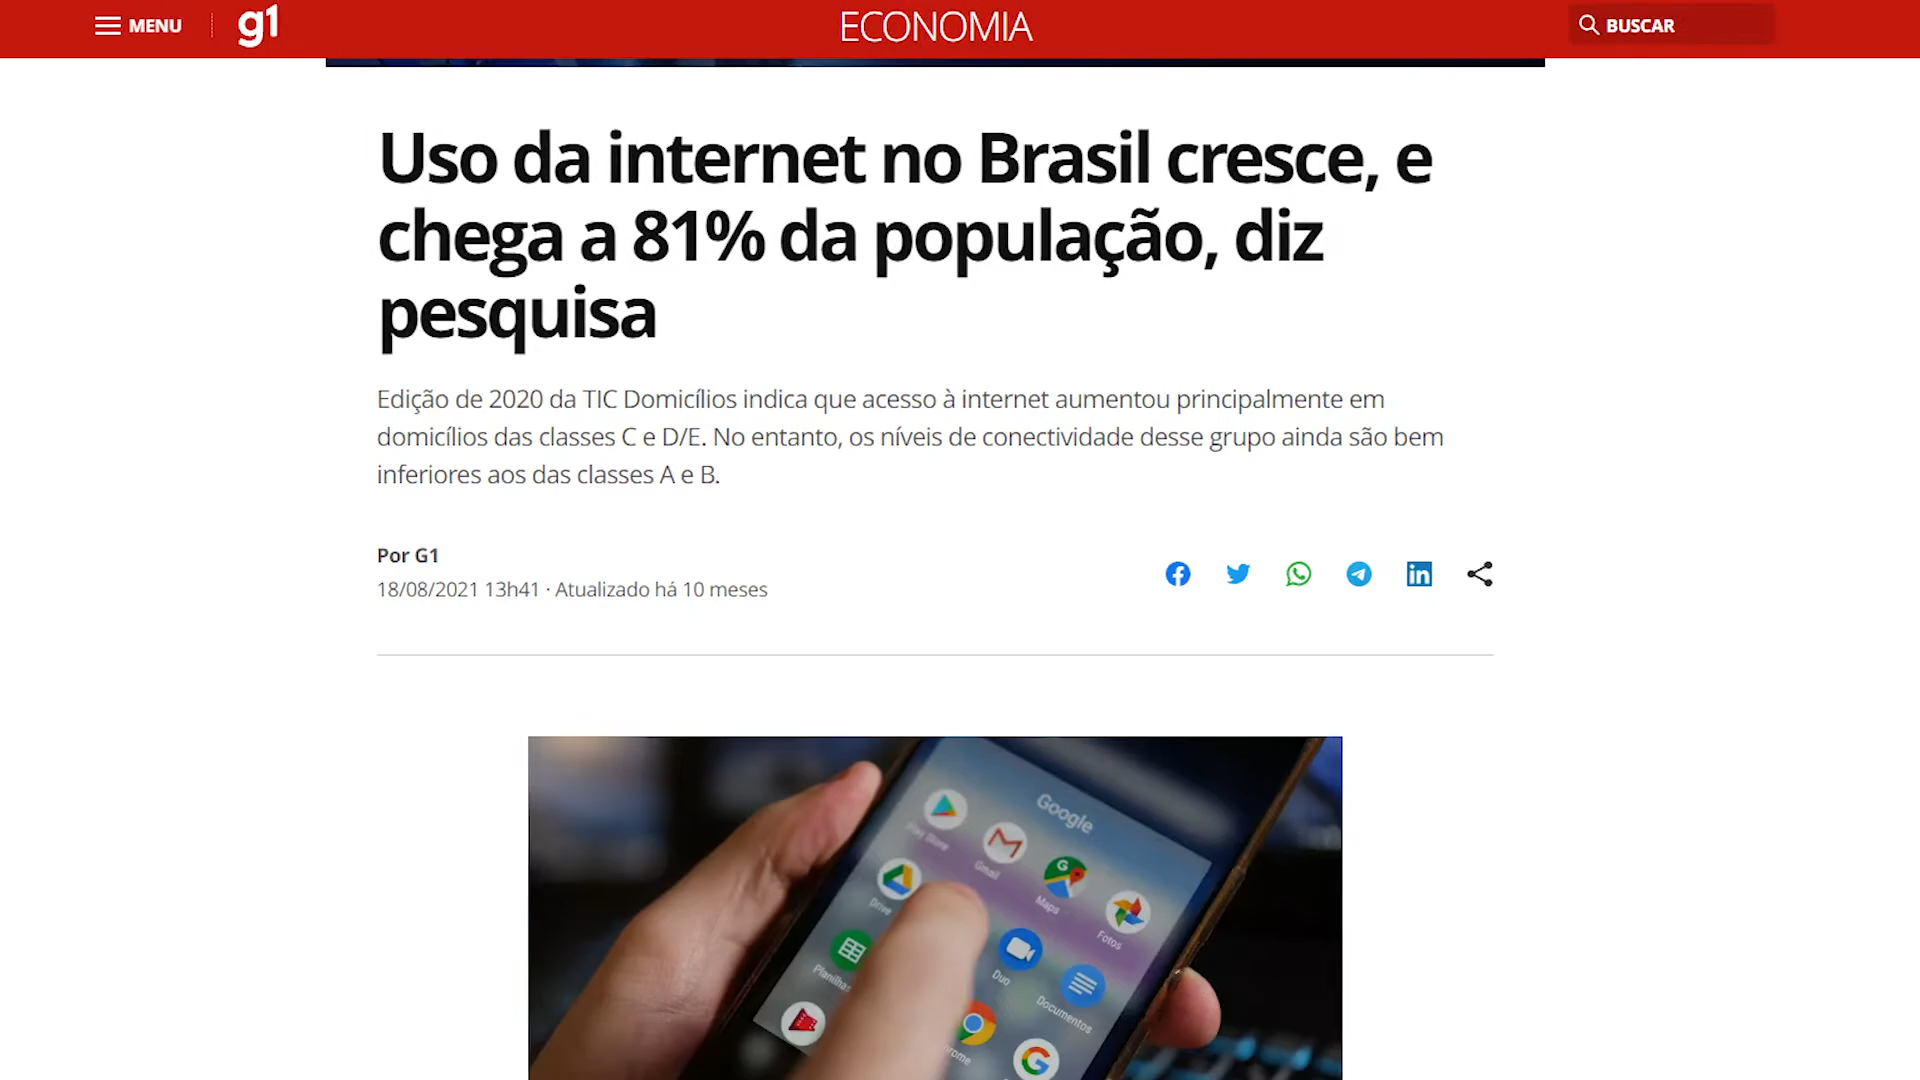 MENU
g1
ECONOMIA
BUSCAR
Uso da internet no Brasil cresce, e
chega a 81% da população, diz
pesquisa
Edição de 2020 da TIC Domicílios indica que acesso à internet aumentou principalmente em
domicílios das classes C e D/E. No entanto, os níveis de conectividade desse grupo ainda são bem
inferiores aos das classes A e B.
Por G1
18/08/2021 13h41 · Atualizado há 10 meses
Google
Play Store
Gmail
Maps
Fotos
Drive
Duo
Documentos
Planilhas